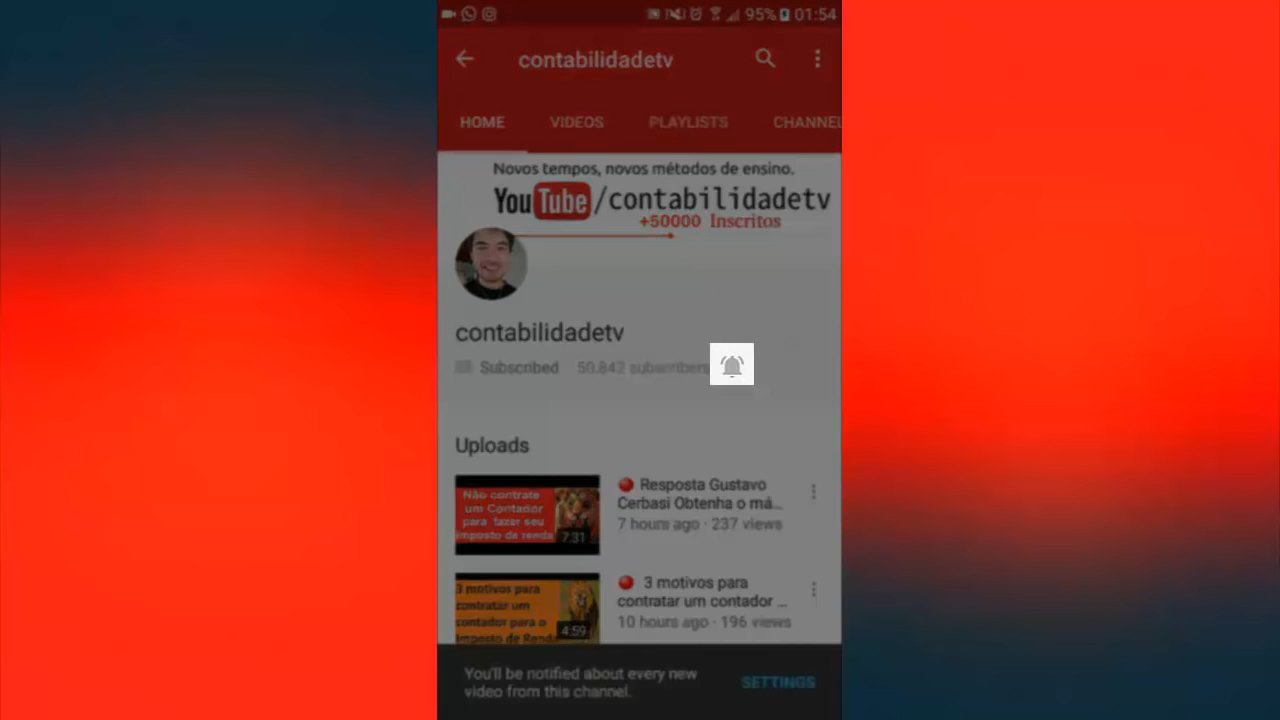 95% 01:54
contabilidadetv
HOME VIDEOS PLAYLISTS CHANNEL
Novos tempos, novos métodos de ensino.
YouTube/contabilidadetv
+50000 Inscritos
contabilidadetv
Subscribed 50.842 subscribers
Uploads
Não contrate
um Contador
para fazer seu
imposto de renda
7:31
Resposta Gustavo
Cerbasi Obtenha o má...
7 hours ago · 237 views
3 motivos para
contratar um
contador para o
Imposto de Renda
4:59
3 motivos para
contratar um contador ...
10 hours ago · 196 views
You'll be notified about every new
video from this channel.
SETTINGS